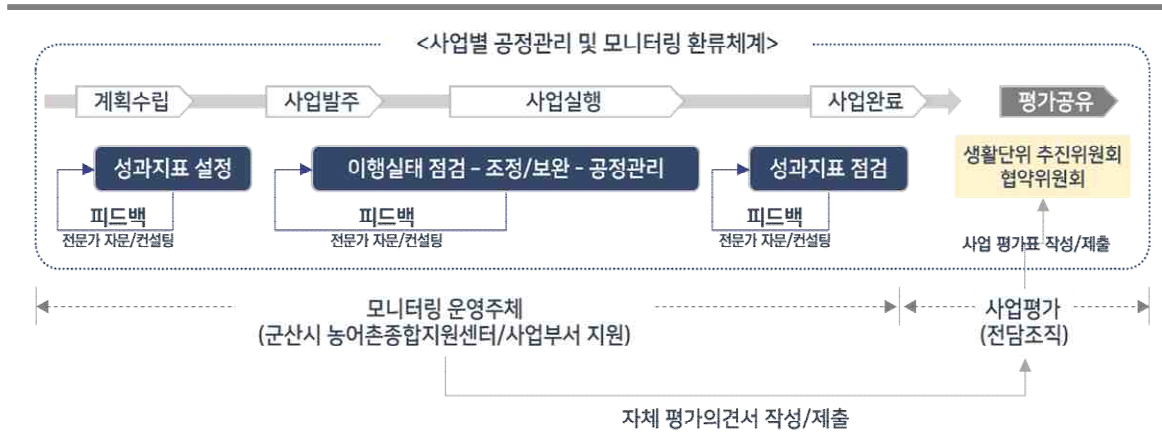 <사업별 공정관리 및 모니터링 환류체계>
계획수립
사업발주
사업실행
사업완료
평가공유
성과지표 설정
이행실태 점검 – 조정/보완 - 공정관리
성과지표 점검
생활단위 추진위원회
협약위원회
피드백
전문가 자문/컨설팅
피드백
전문가 자문/컨설팅
피드백
전문가 자문/컨설팅
사업 평가표 작성/제출
모니터링 운영주체
(군산시 농어촌종합지원센터/사업부서 지원)
사업평가
(전담조직)
자체 평가의견서 작성/제출